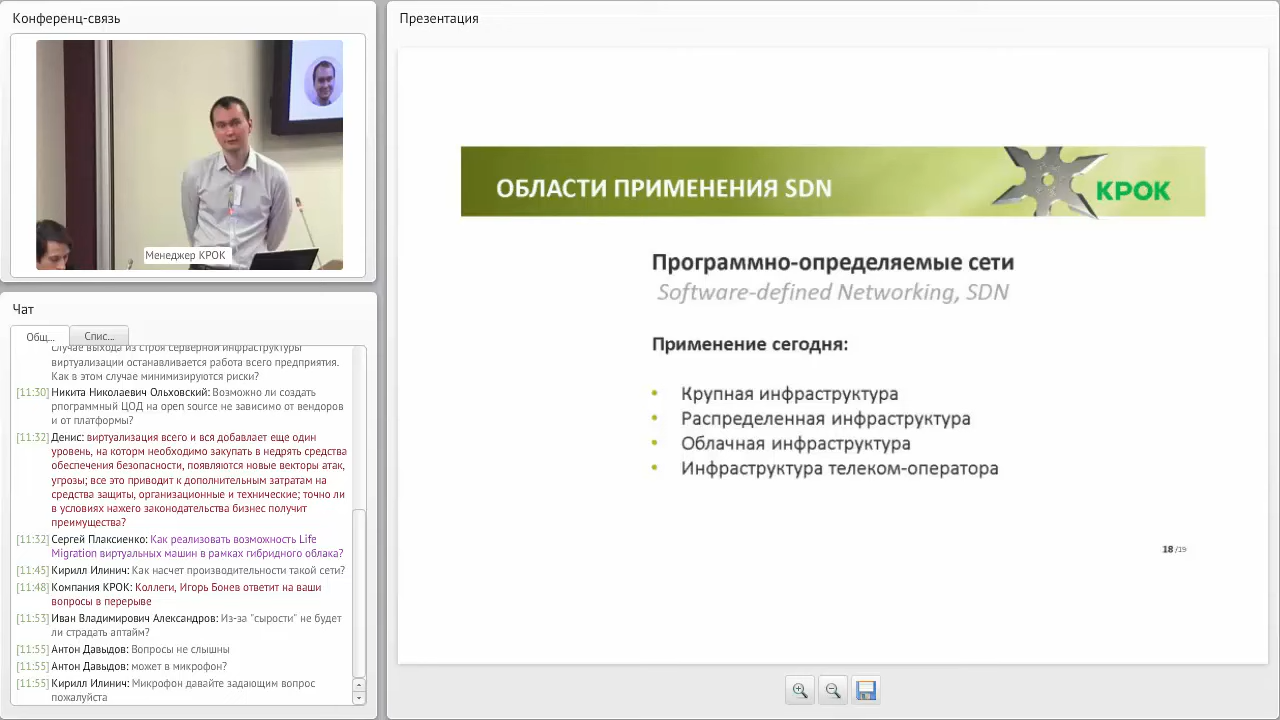 Конференц-связь
Менеджер КРОК
Чат
Общ...
Спис...
случае выхода из строя серверной инфраструктуры
виртуализации останавливается работа всего предприятия.
Как в этом случае минимизируются риски?
[11:30] Никита Николаевич Ольховский: Возможно ли создать
рпограммный ЦОД на open source не зависимо от вендоров
и от платформы?
[11:32] Денис: виртуализация всего и вся добавлает еще один
уровень, на которм необходимо закупать в недрять средства
обеспечения безопасности, появляются новые векторы атак,
угрозы; все это приводит к дополнительным затратам на
средства защиты, организационные и технические; точно ли
в условиях нажего законодательства бизнес получит
преимущества?
[11:32] Сергей Плаксиенко: Как реализовать возможность Life
Migration виртуальных машин в рамках гибридного облака?
[11:45] Кирилл Илинич: Как насчет производительности такой сети?
[11:48] Компания КРОК: Коллеги, Игорь Бонев ответит на ваши
вопросы в перерыве
[11:53] Иван Владимирович Александров: Из-за "сырости" не будет
ли страдать аптайм?
[11:55] Антон Давыдов: Вопросы не слышны
[11:55] Антон Давыдов: может в микрофон?
[11:55] Кирилл Илинич: Микрофон давайте задающим вопрос
пожалуйста
Презентация
ОБЛАСТИ ПРИМЕНЕНИЯ SDN
КРОК
Программно-определяемые сети
Software-defined Networking, SDN
Применение сегодня:
• Крупная инфраструктура
• Распределенная инфраструктура
• Облачная инфраструктура
• Инфраструктура телеком-оператора
18/19